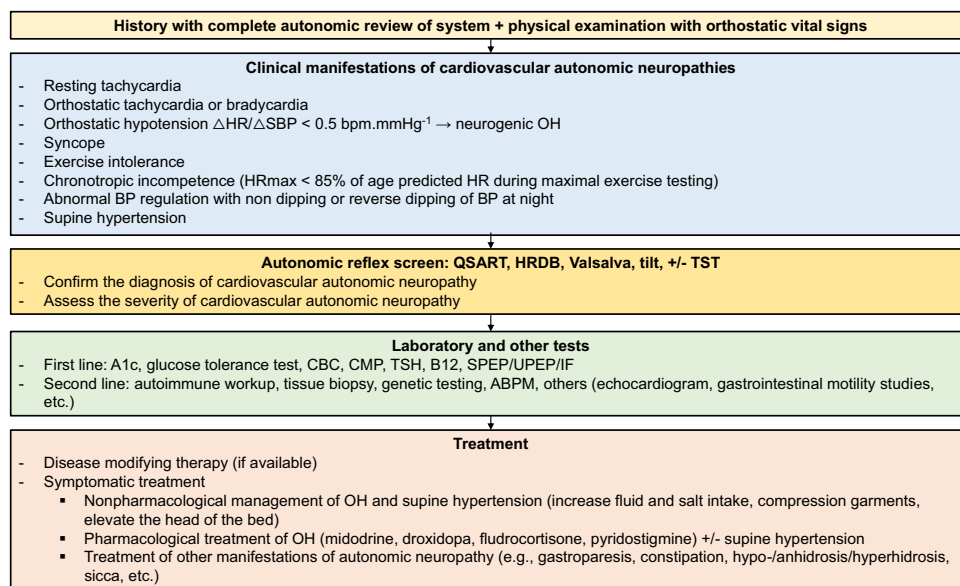 History with complete autonomic review of system + physical examination with orthostatic vital signs
Clinical manifestations of cardiovascular autonomic neuropathies
- Resting tachycardia
- Orthostatic tachycardia or bradycardia
- Orthostatic hypotension △HR/△SBP < 0.5 bpm.mmHg⁻¹ → neurogenic OH
- Syncope
- Exercise intolerance
- Chronotropic incompetence (HRmax < 85% of age predicted HR during maximal exercise testing)
- Abnormal BP regulation with non dipping or reverse dipping of BP at night
- Supine hypertension
Autonomic reflex screen: QSART, HRDB, Valsalva, tilt, +/- TST
- Confirm the diagnosis of cardiovascular autonomic neuropathy
- Assess the severity of cardiovascular autonomic neuropathy
Laboratory and other tests
- First line: A1c, glucose tolerance test, CBC, CMP, TSH, B12, SPEP/UPEP/IF
- Second line: autoimmune workup, tissue biopsy, genetic testing, ABPM, others (echocardiogram, gastrointestinal motility studies,
etc.)
Treatment
- Disease modifying therapy (if available)
- Symptomatic treatment
▪ Nonpharmacological management of OH and supine hypertension (increase fluid and salt intake, compression garments,
elevate the head of the bed)
▪ Pharmacological treatment of OH (midodrine, droxidopa, fludrocortisone, pyridostigmine) +/- supine hypertension
▪ Treatment of other manifestations of autonomic neuropathy (e.g., gastroparesis, constipation, hypo-/anhidrosis/hyperhidrosis,
sicca, etc.)